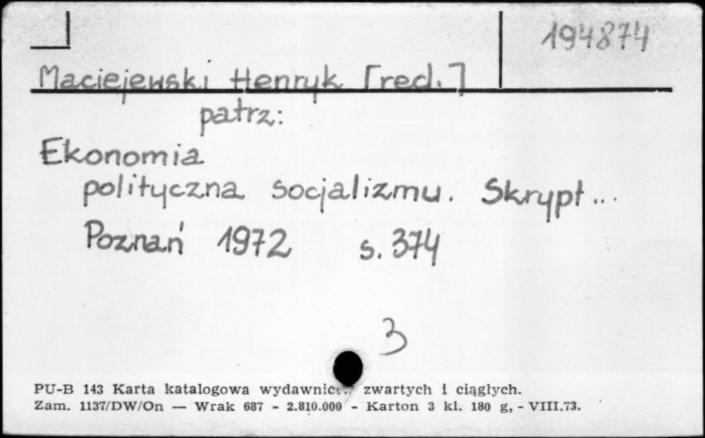 194874
Maciejewski Henryk [red.]
patrz:
Ekonomia
polityczna socjalizmu. Skrypt...
Poznań 1972 s. 374
3
PU-B 143 Karta katalogowa zwartych i ciągłych.
Zam. 1137/DW/On — Wrak 687 - 2.810.000 - Karton 3 kl. 180 g, - VIII.73.